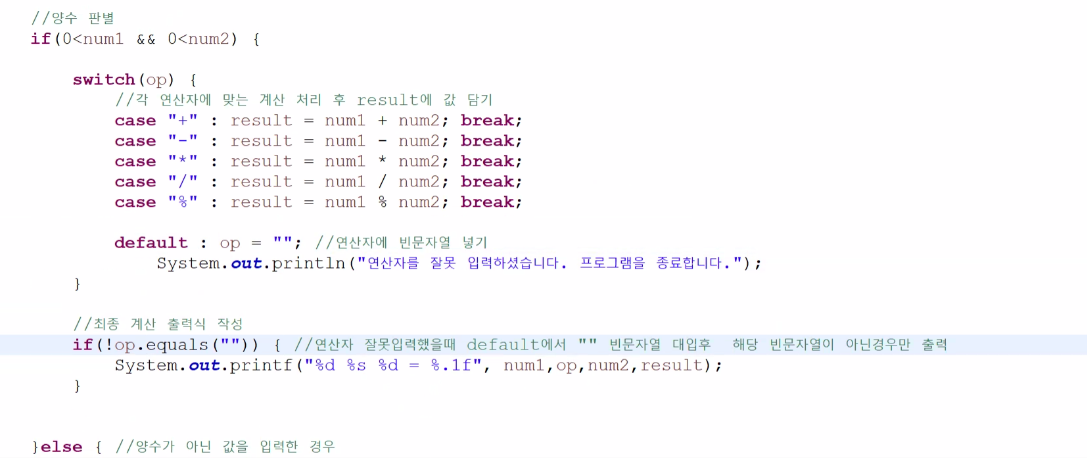 //양수 판별
if(0<num1 && 0<num2) {
switch(op) {
//각 연산자에 맞는 계산 처리 후 result에 값 담기
case "+" : result = num1 + num2; break;
case "-" : result = num1 - num2; break;
case "*" : result = num1 * num2; break;
case "/" : result = num1 / num2; break;
case "%" : result = num1 % num2; break;
default : op = ""; //연산자에 빈문자열 넣기
System.out.println("연산자를 잘못 입력하셨습니다. 프로그램을 종료합니다.");
}
//최종 계산 출력식 작성
if(!op.equals("")) { //연산자 잘못입력했을때 default에서 "" 빈문자열 대입후  해당 빈문자열이 아닌경우만 출력
System.out.printf("%d %s %d = %.1f", num1,op,num2,result);
}
}else { //양수가 아닌 값을 입력한 경우